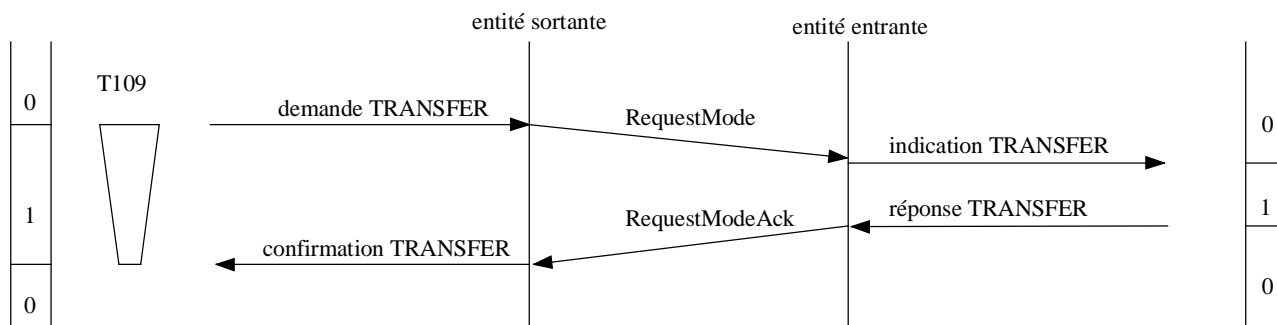 entité sortante
entité entrante
T109
0
demande TRANSFER
RequestMode
0
indication TRANSFER
1
RequestModeAck
réponse TRANSFER
1
confirmation TRANSFER
0
0